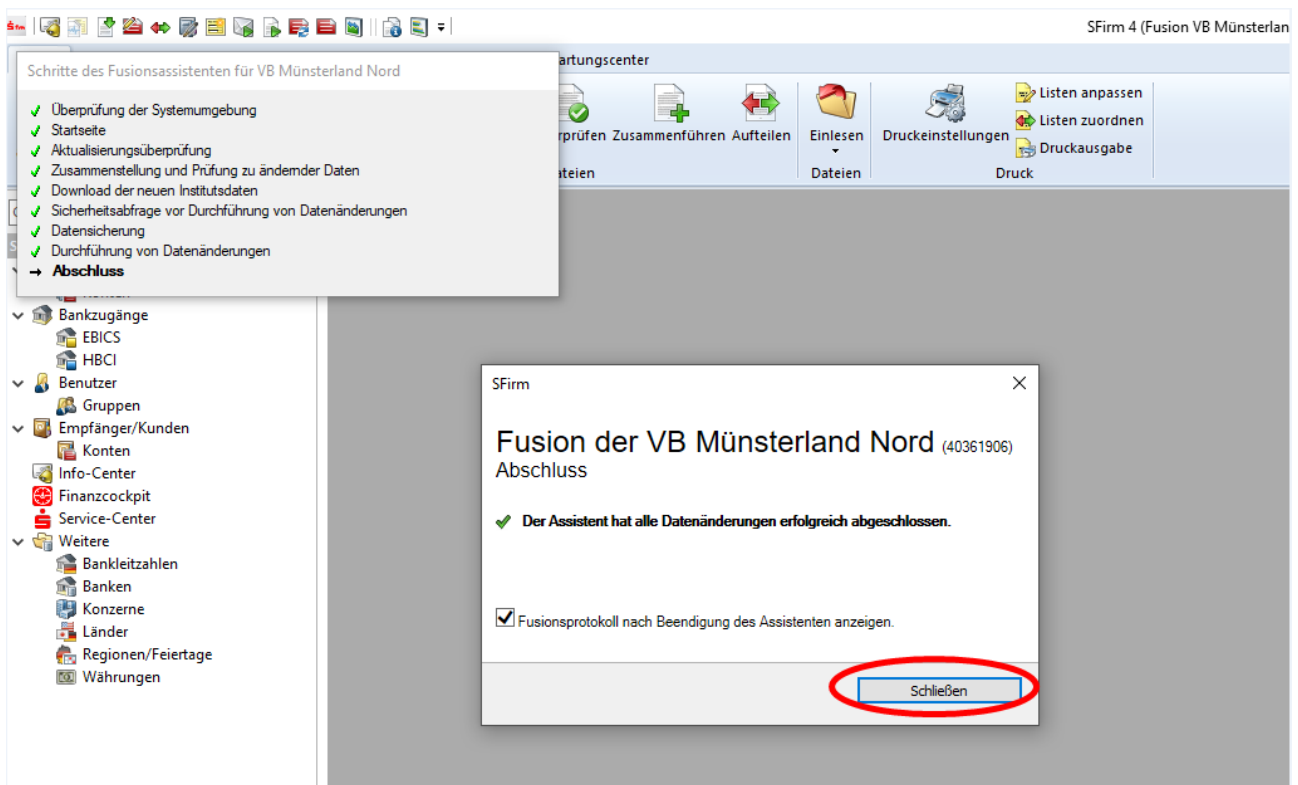 SFirm 4 (Fusion VB Münsterlan
Schritte des Fusionsassistenten für VB Münsterland Nord
Überprüfung der Systemumgebung
Startseite
Aktualisierungsüberprüfung
Zusammenstellung und Prüfung zu ändernder Daten
Download der neuen Institutsdaten
Sicherheitsabfrage vor Durchführung von Datenänderungen
Datensicherung
Durchführung von Datenänderungen
→ Abschluss
artungscenter
rprüfen Zusammenführen Aufteilen
Einlesen
Druckeinstellungen
Listen anpassen
Listen zuordnen
Druckausgabe
ateien
Dateien
Druck
Bankzugänge
EBICS
HBCI
Benutzer
Gruppen
Empfänger/Kunden
Konten
Info-Center
Finanzcockpit
Service-Center
Weitere
Bankleitzahlen
Banken
Konzerne
Länder
Regionen/Feiertage
Währungen
SFirm
Fusion der VB Münsterland Nord (40361906)
Abschluss
Der Assistent hat alle Datenänderungen erfolgreich abgeschlossen.
Fusionsprotokoll nach Beendigung des Assistenten anzeigen.
Schließen